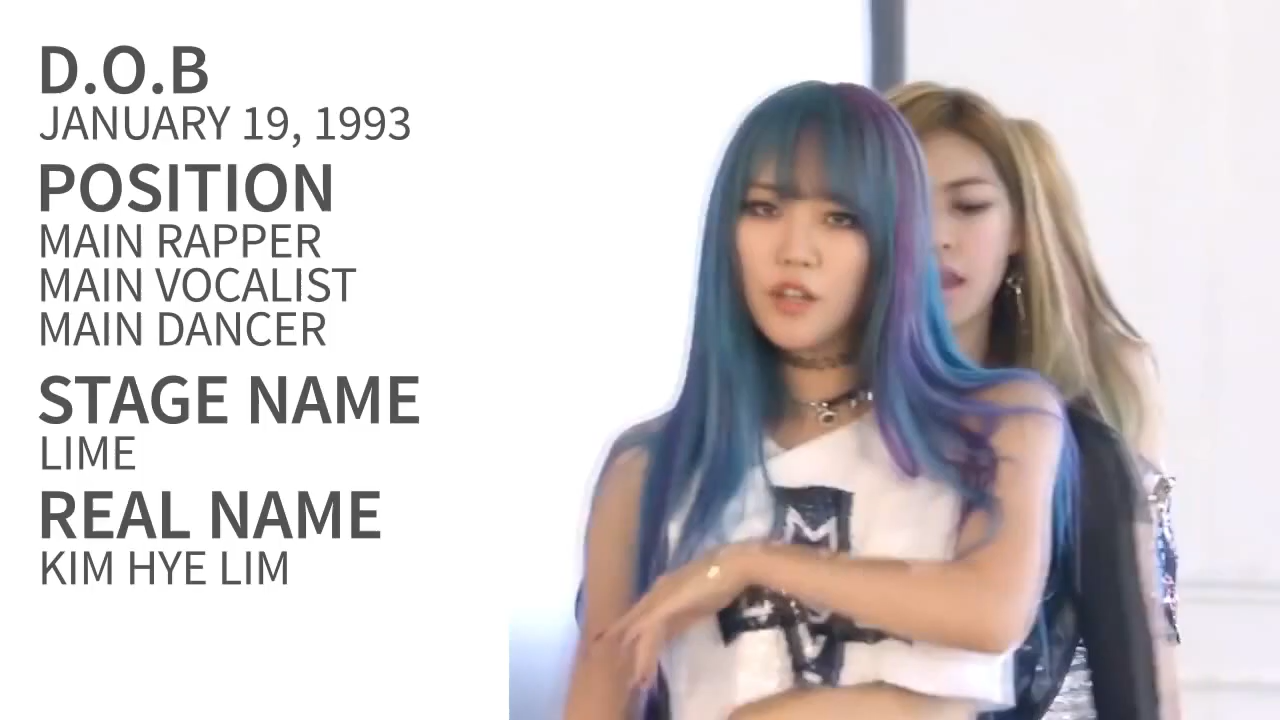 D.O.B
JANUARY 19, 1993
POSITION
MAIN RAPPER
MAIN VOCALIST
MAIN DANCER
STAGE NAME
LIME
REAL NAME
KIM HYE LIM